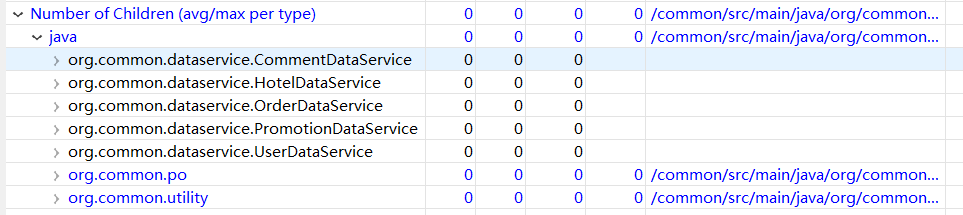 Number of Children (avg/max per type) 0 0 0 0 /common/src/main/java/org/common...
java 0 0 0 0 /common/src/main/java/org/common...
org.common.dataservice.CommentDataService 0 0 0
org.common.dataservice.HotelDataService 0 0 0
org.common.dataservice.OrderDataService 0 0 0
org.common.dataservice.PromotionDataService 0 0 0
org.common.dataservice.UserDataService 0 0 0
org.common.po 0 0 0 0 /common/src/main/java/org/common...
org.common.utility 0 0 0 0 /common/src/main/java/org/common...